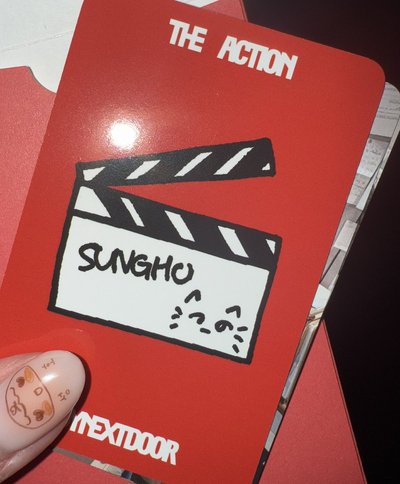 THE ACTION
SUNGHO
YNEXTDOOR